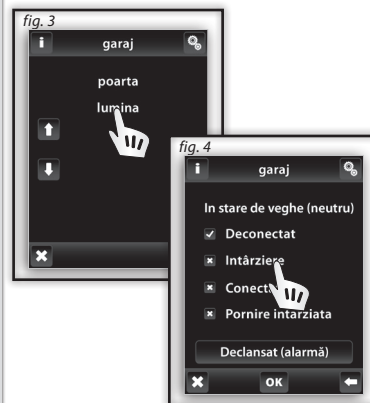 fig. 3
i garaj
poarta
lumina
fig. 4
i garaj
In stare de veghe (neutru)
Deconectat
Intârziere
Pornire intarziata
Declansat (alarmă)
OK